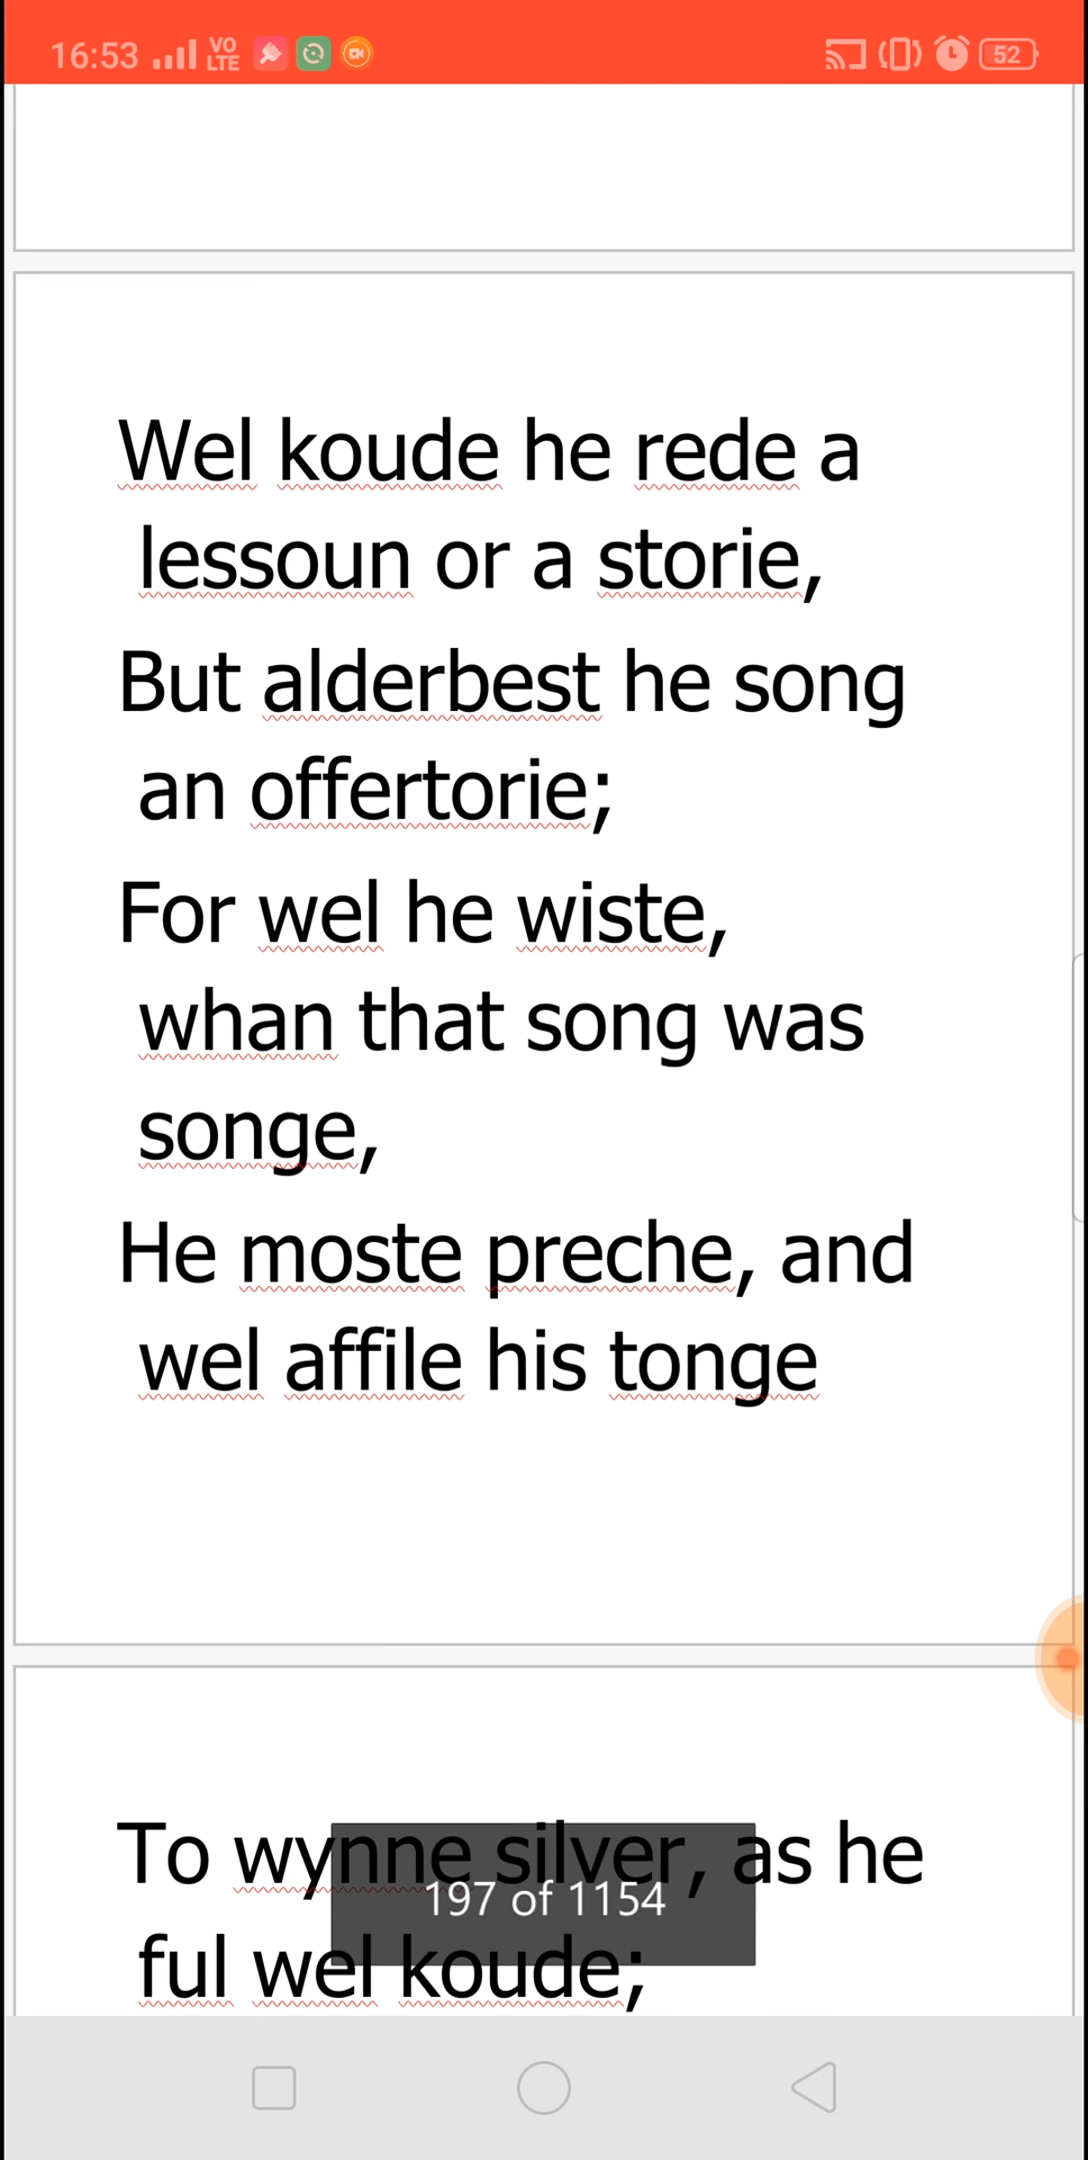 16:53 VO LTE 52
Wel koude he rede a
lessoun or a storie,
But alderbest he song
an offertorie;
For wel he wiste,
whan that song was
songe,
He moste preche, and
wel affile his tonge
To wynne silver, as he
197 of 1154
ful wel koude;